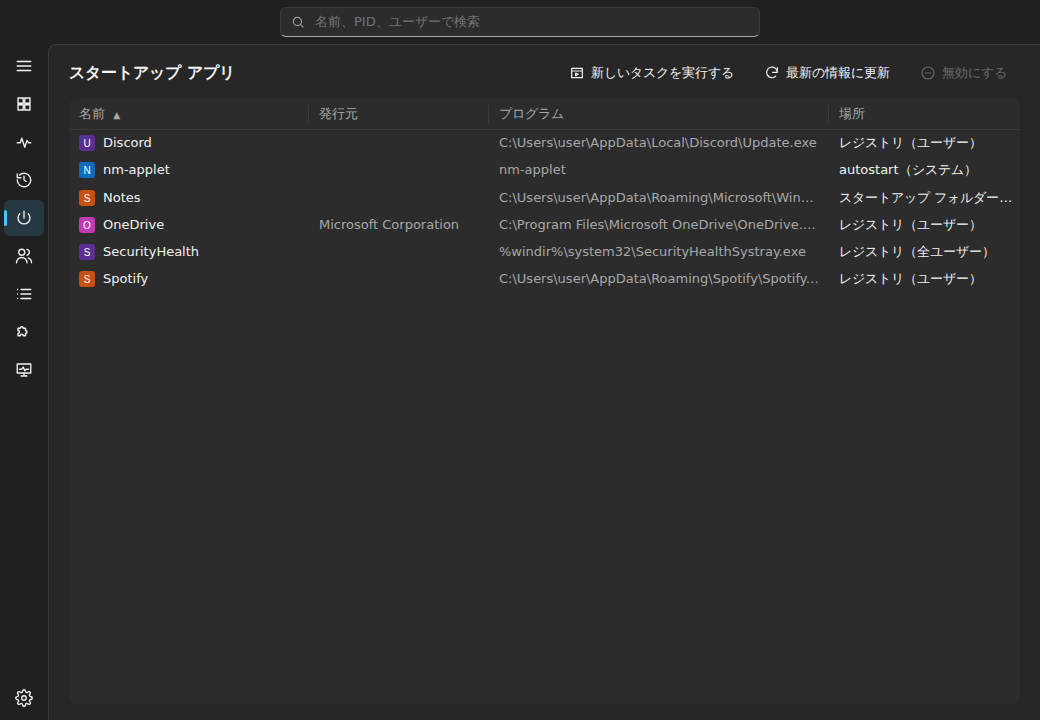 名前、PID、ユーザーで検索
スタートアップ アプリ
新しいタスクを実行する
最新の情報に更新
無効にする
名前 ▲ 発行元 プログラム 場所
U Discord C:\Users\user\AppData\Local\Discord\Update.exe レジストリ（ユーザー）
N nm-applet nm-applet autostart（システム）
S Notes C:\Users\user\AppData\Roaming\Microsoft\Win... スタートアップ フォルダー...
O OneDrive Microsoft Corporation C:\Program Files\Microsoft OneDrive\OneDrive.... レジストリ（ユーザー）
S SecurityHealth %windir%\system32\SecurityHealthSystray.exe レジストリ（全ユーザー）
S Spotify C:\Users\user\AppData\Roaming\Spotify\Spotify... レジストリ（ユーザー）